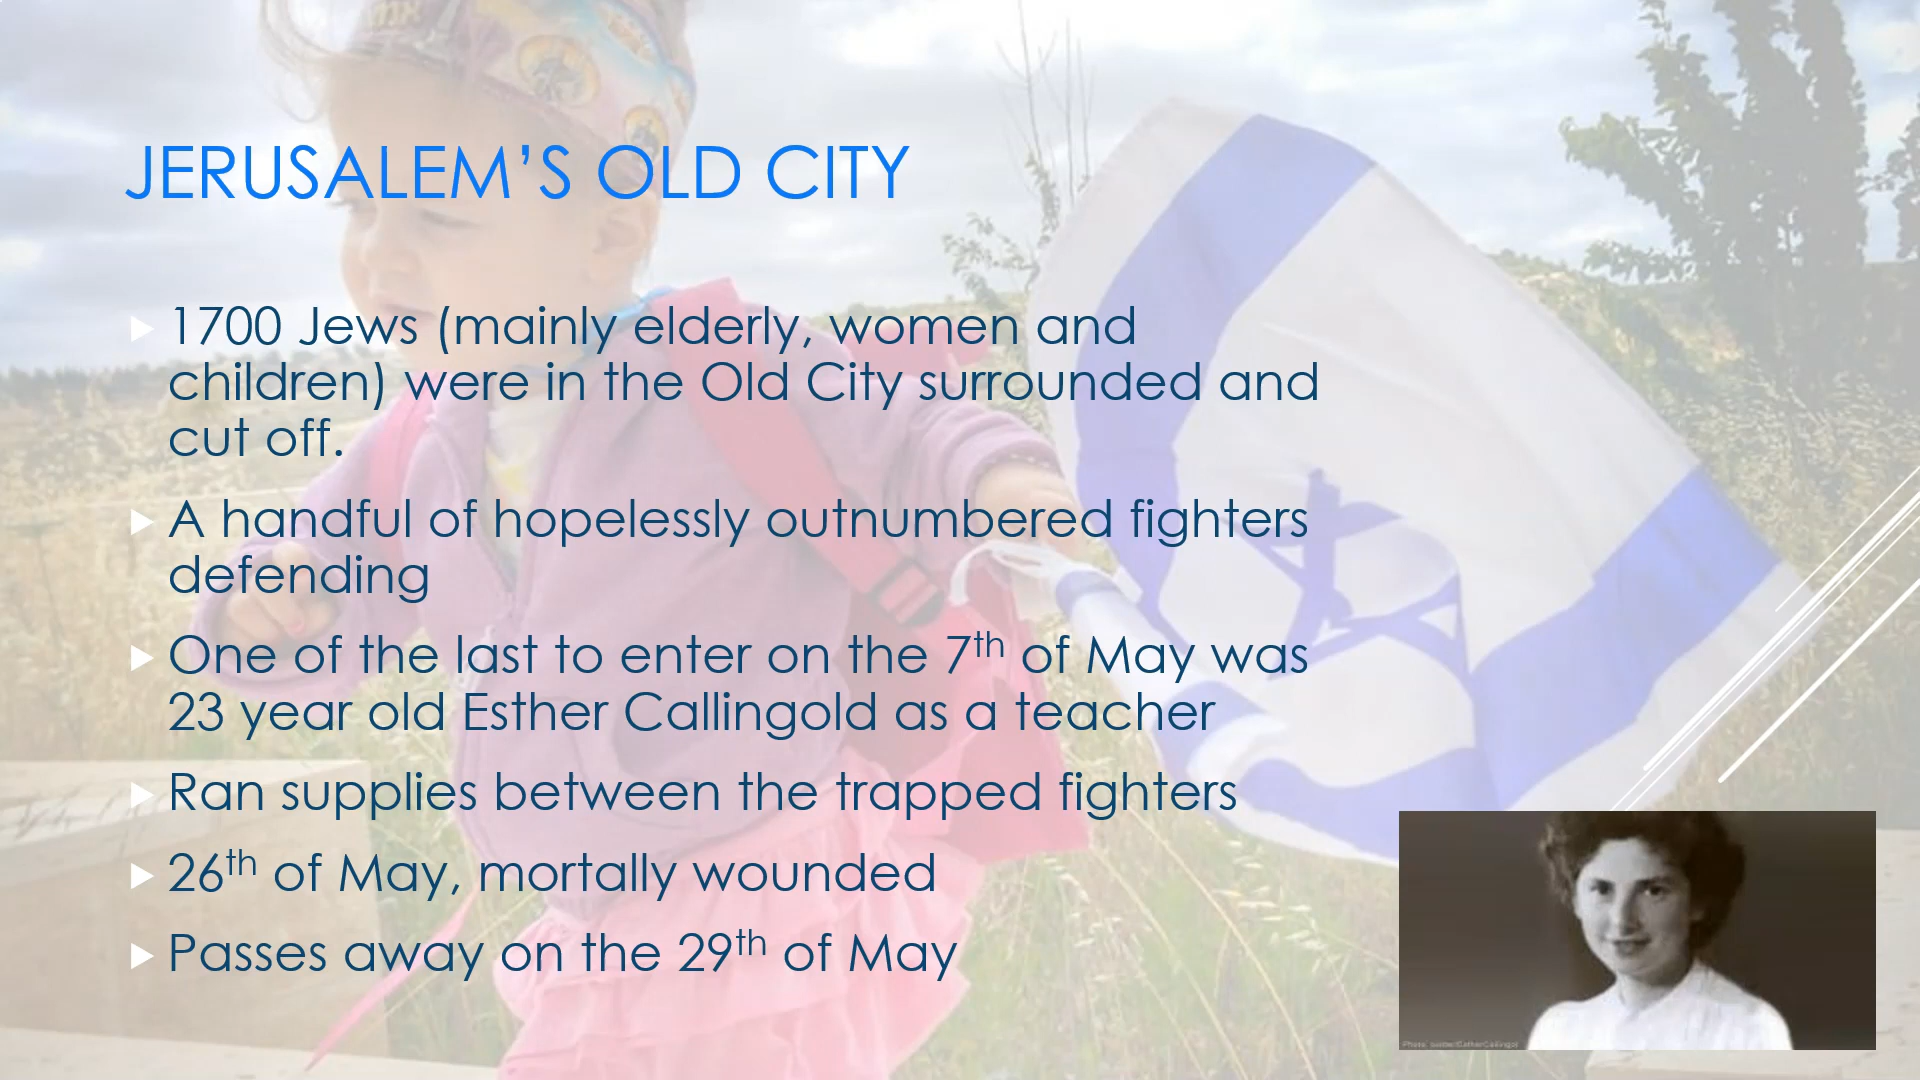 JERUSALEM’S OLD CITY
1700 Jews (mainly elderly, women and
children) were in the Old City surrounded and
cut off.
A handful of hopelessly outnumbered fighters
defending
One of the last to enter on the 7th of May was
23 year old Esther Callingold as a teacher
Ran supplies between the trapped fighters
26th of May, mortally wounded
Passes away on the 29th of May